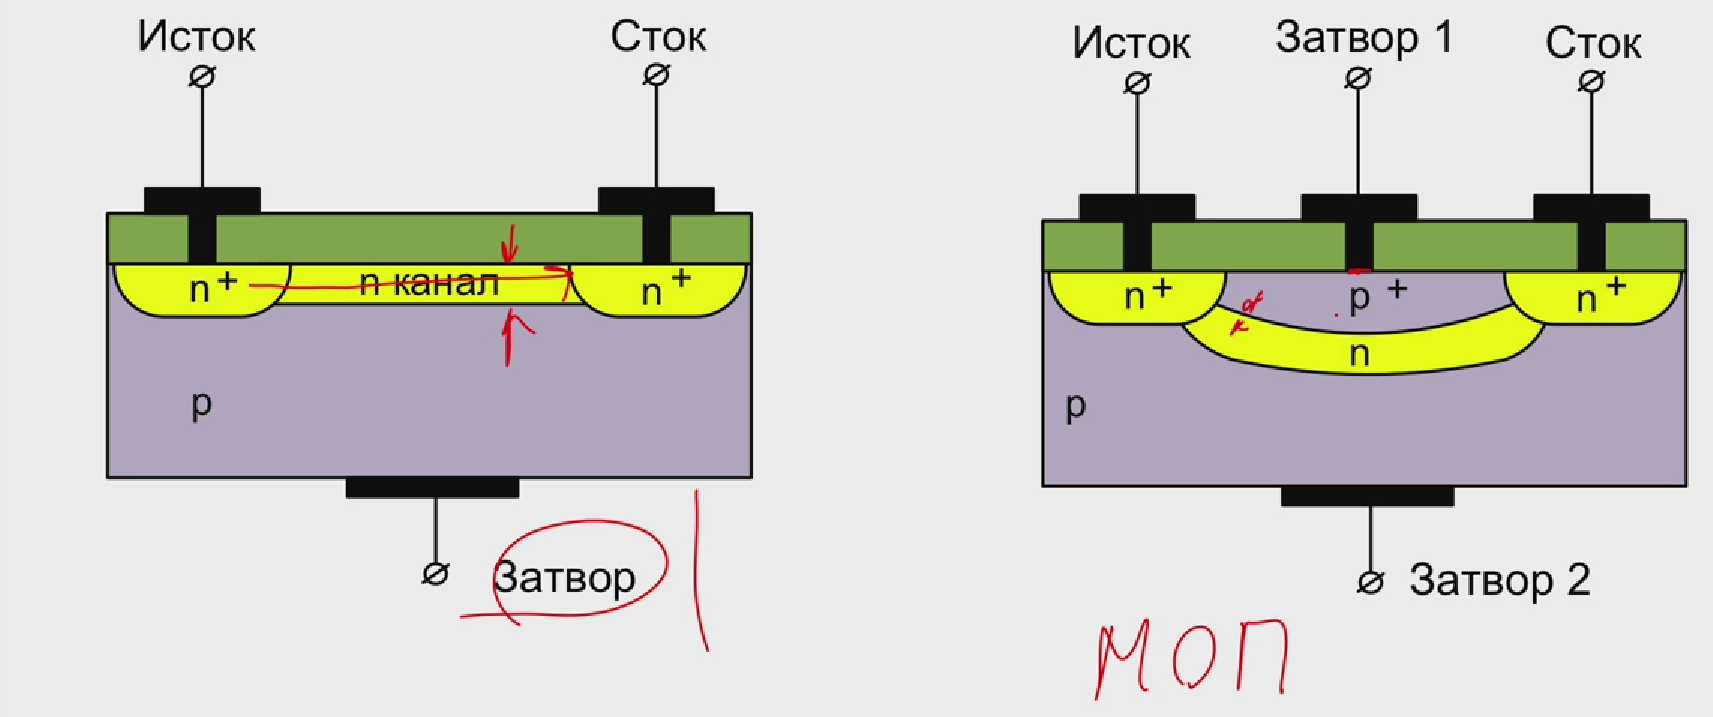 Исток Сток
n+ n канал n+
p
Затвор
Исток Затвор 1 Сток
n+ p+ n+
n
p
Затвор 2
МОП